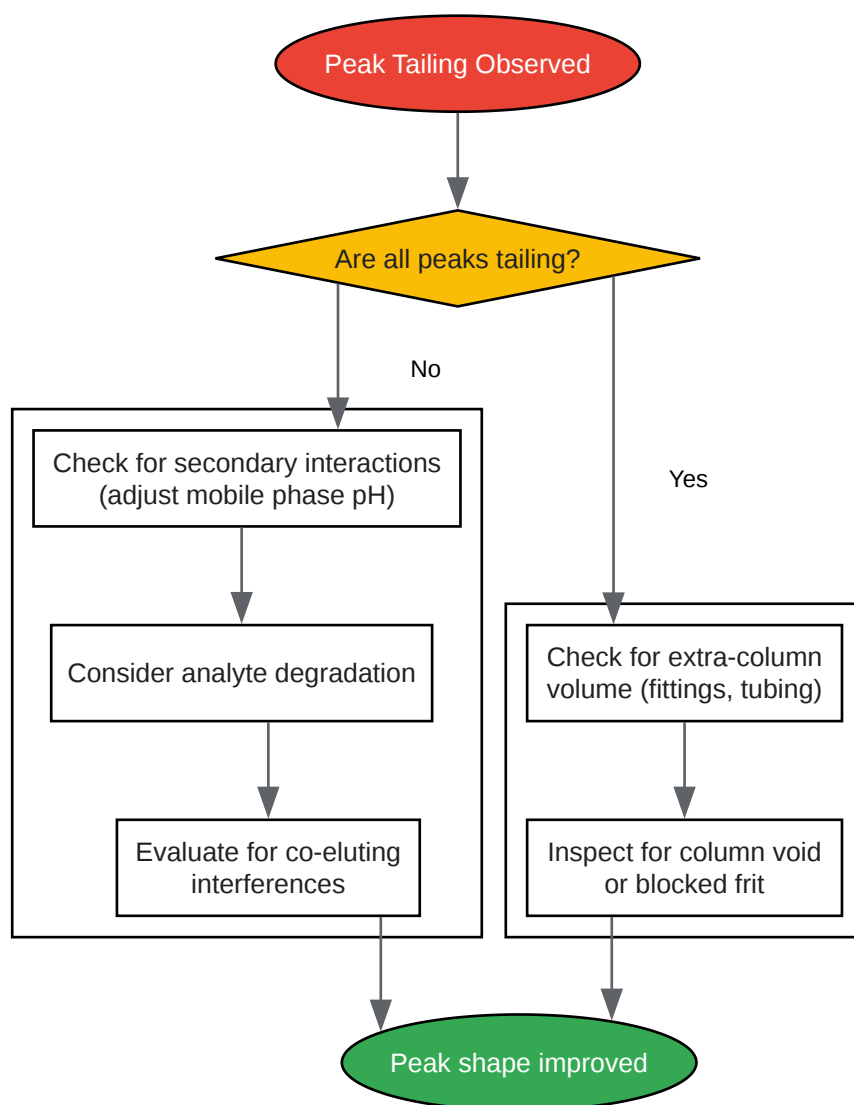 Peak Tailing Observed
Are all peaks tailing?
No
Check for secondary interactions
(adjust mobile phase pH)
Yes
Consider analyte degradation
Check for extra-column
volume (fittings, tubing)
Evaluate for co-eluting
interferences
Inspect for column void
or blocked frit
Peak shape improved